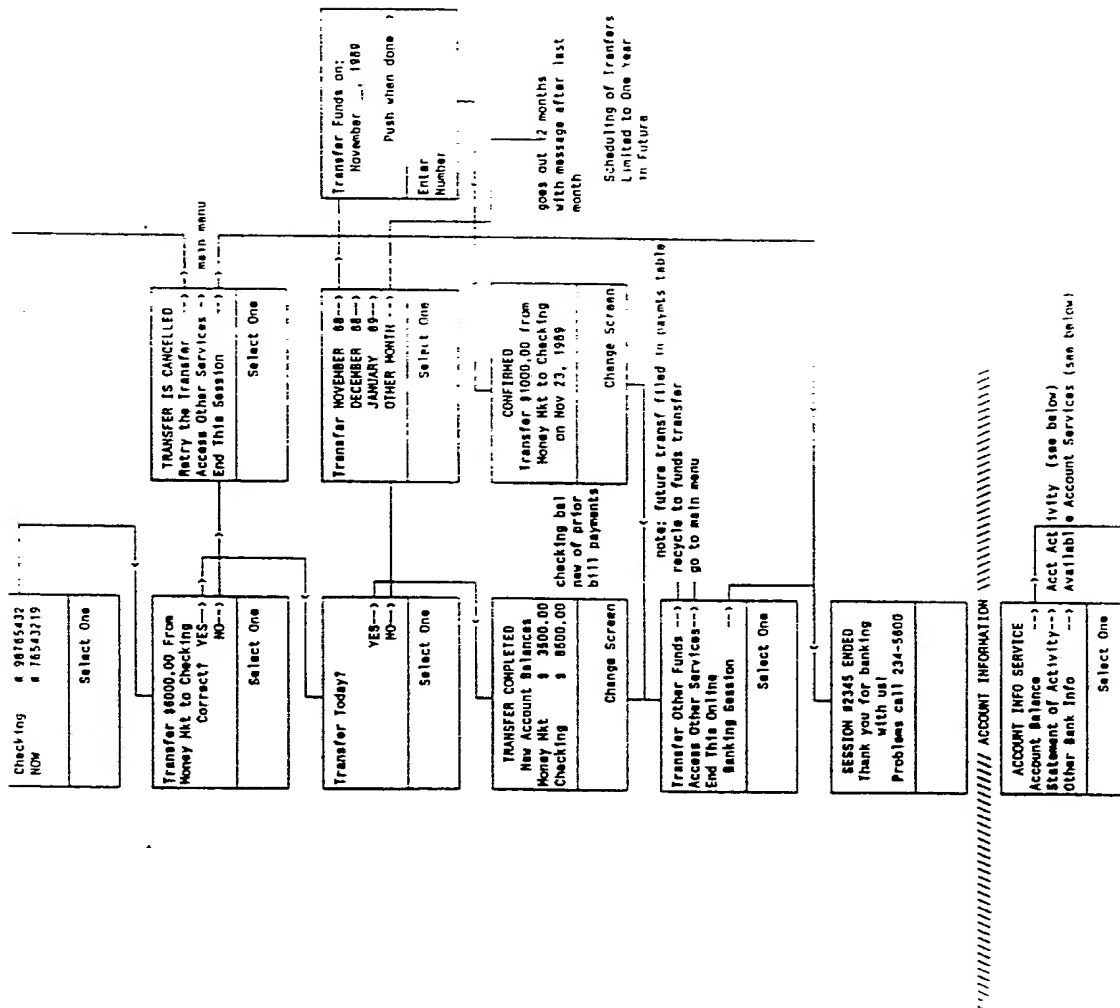 Checking # 98765432
NOW # 76543219
Select One
Transfer $6000.00 From
Money Mkt to Checking
Correct? YES--->
NO--->
Select One
TRANSFER IS CANCELLED
Retry the Transfer -->
Access Other Services -->
End This Session -->
Select One
main menu
Transfer Today?
YES--->
NO--->
Select One
Transfer NOVEMBER 88--->
DECEMBER 88--->
JANUARY 89--->
OTHER MONTH -->
Select One
Transfer Funds on:
November __, 1989
Push when done >
Enter
Number
TRANSFER COMPLETED
New Account Balances
Money Mkt $ 3500.00
Checking $ 8600.00
Change Screen
checking bal
new of prior
bill payments
CONFIRMED
Transfer $1000.00 from
Money Mkt to Checking
on Nov 23, 1989
Change Screen
goes out 12 months
with message after last
month
Scheduling of Tranfers
Limited to One Year
in Future
note: future transf filed in paymts table
Transfer Other Funds ---> recycle to funds transfer
Access Other Services---> go to main menu
End This Online
Banking Session --->
Select One
SESSION #2345 ENDED
Thank you for banking
with us!
Problems call 234-5600
ACCOUNT INFORMATION
ACCOUNT INFO SERVICE
Account Balance --->
Statement of Activity---> Acct Activity (see below)
Other Bank Info ---> Available Account Services (see below)
Select One